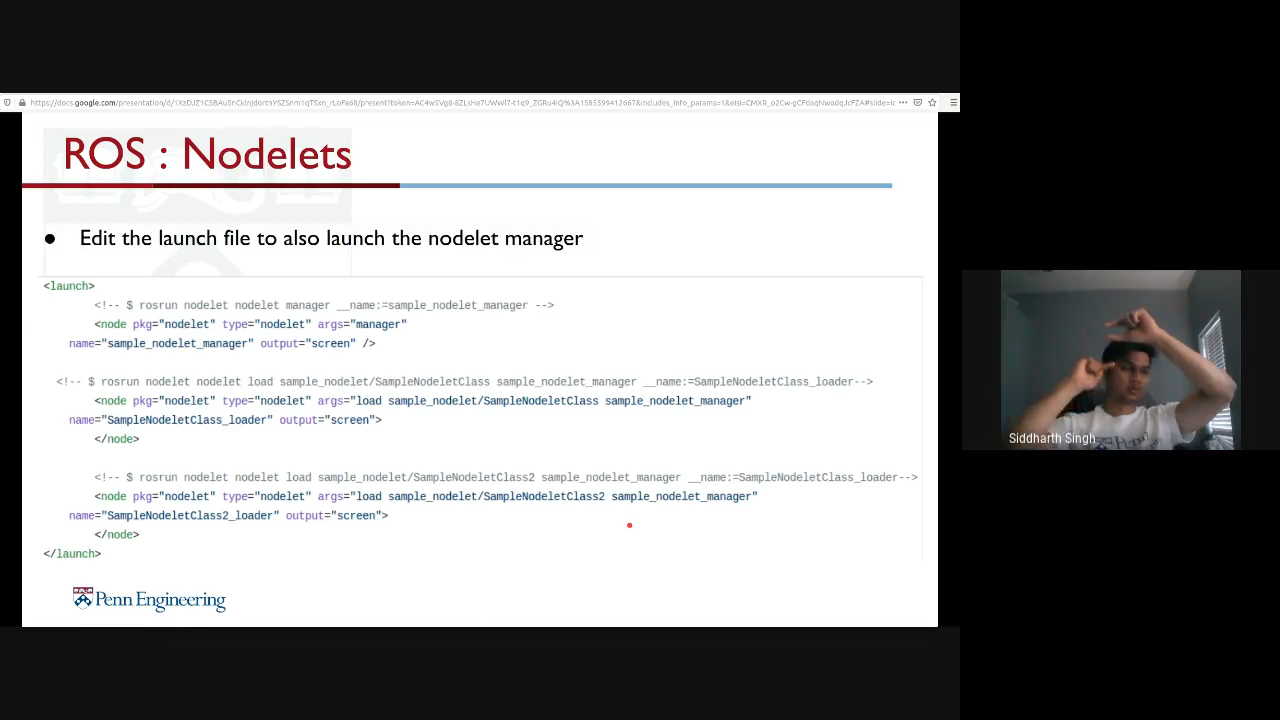 ROS : Nodelets
● Edit the launch file to also launch the nodelet manager
<launch>
<!-- $ rosrun nodelet nodelet manager __name:=sample_nodelet_manager -->
<node pkg="nodelet" type="nodelet" args="manager"
name="sample_nodelet_manager" output="screen" />
<!-- $ rosrun nodelet nodelet load sample_nodelet/SampleNodeletClass sample_nodelet_manager __name:=SampleNodeletClass_loader-->
<node pkg="nodelet" type="nodelet" args="load sample_nodelet/SampleNodeletClass sample_nodelet_manager"
name="SampleNodeletClass_loader" output="screen">
</node>
<!-- $ rosrun nodelet nodelet load sample_nodelet/SampleNodeletClass2 sample_nodelet_manager __name:=SampleNodeletClass_loader-->
<node pkg="nodelet" type="nodelet" args="load sample_nodelet/SampleNodeletClass2 sample_nodelet_manager"
name="SampleNodeletClass2_loader" output="screen">
</node>
</launch>
Penn Engineering
Siddharth Singh